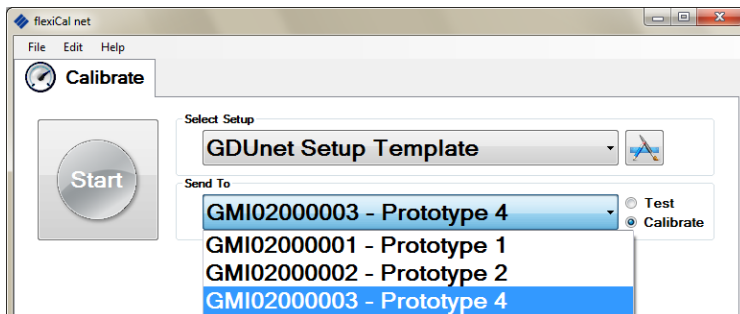 flexiCal net
File Edit Help
Calibrate
Select Setup
GDUnet Setup Template
Start
Send To
GMI02000003 - Prototype 4
Test
Calibrate
GMI02000001 - Prototype 1
GMI02000002 - Prototype 2
GMI02000003 - Prototype 4